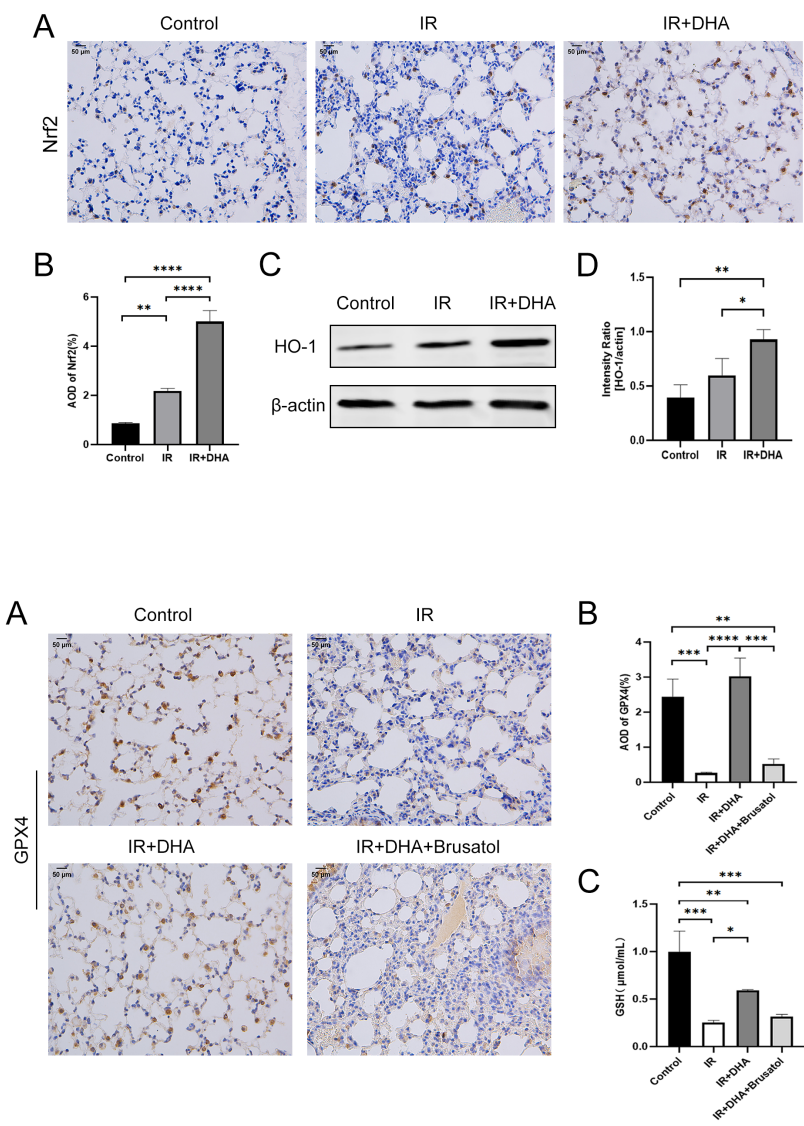 A
Control
IR
IR+DHA
Nrf2
50 µm
50 µm
50 µm
B
AOD of Nrf2(%)
6
4
2
0
****
****
**
Control
IR
IR+DHA
C
Control
IR
IR+DHA
HO-1
β-actin
D
Intensity Ratio
[HO-1/actin]
1.5
1.0
0.5
0.0
**
*
Control
IR
IR+DHA
A
Control
IR
GPX4
50 µm
50 µm
IR+DHA
IR+DHA+Brusatol
50 µm
50 µm
B
AOD of GPX4(%)
4
3
2
1
0
**
****
***
***
Control
IR
IR+DHA
IR+DHA+Brusatol
C
GSH ( µmol/mL)
1.5
1.0
0.5
0.0
***
**
***
*
Control
IR
IR+DHA
IR+DHA+Brusatol